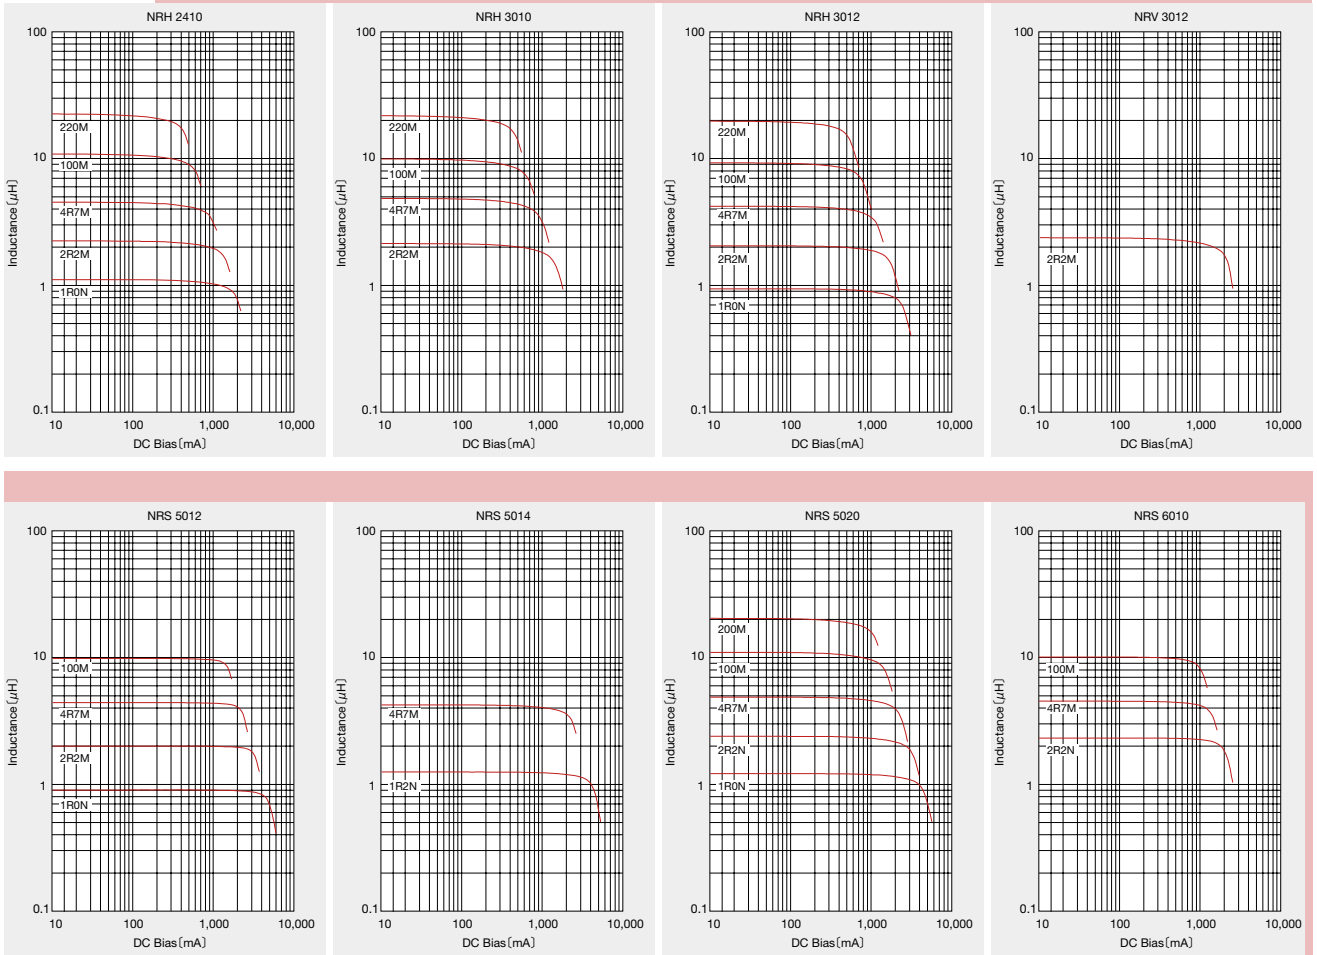 NRH 2410
100
10
1
0.1
Inductance〔μH〕
220M
100M
4R7M
2R2M
1R0N
10 100 1,000 10,000
DC Bias〔mA〕
NRH 3010
100
10
1
0.1
Inductance〔μH〕
220M
100M
4R7M
2R2M
10 100 1,000 10,000
DC Bias〔mA〕
NRH 3012
100
10
1
0.1
Inductance〔μH〕
220M
100M
4R7M
2R2M
1R0N
10 100 1,000 10,000
DC Bias〔mA〕
NRV 3012
100
10
1
0.1
Inductance〔μH〕
2R2M
10 100 1,000 10,000
DC Bias〔mA〕
NRS 5012
100
10
1
0.1
Inductance〔μH〕
100M
4R7M
2R2M
1R0N
10 100 1,000 10,000
DC Bias〔mA〕
NRS 5014
100
10
1
0.1
Inductance〔μH〕
4R7M
1R2N
10 100 1,000 10,000
DC Bias〔mA〕
NRS 5020
100
10
1
0.1
Inductance〔μH〕
200M
100M
4R7M
2R2N
1R0N
10 100 1,000 10,000
DC Bias〔mA〕
NRS 6010
100
10
1
0.1
Inductance〔μH〕
100M
4R7M
2R2N
10 100 1,000 10,000
DC Bias〔mA〕